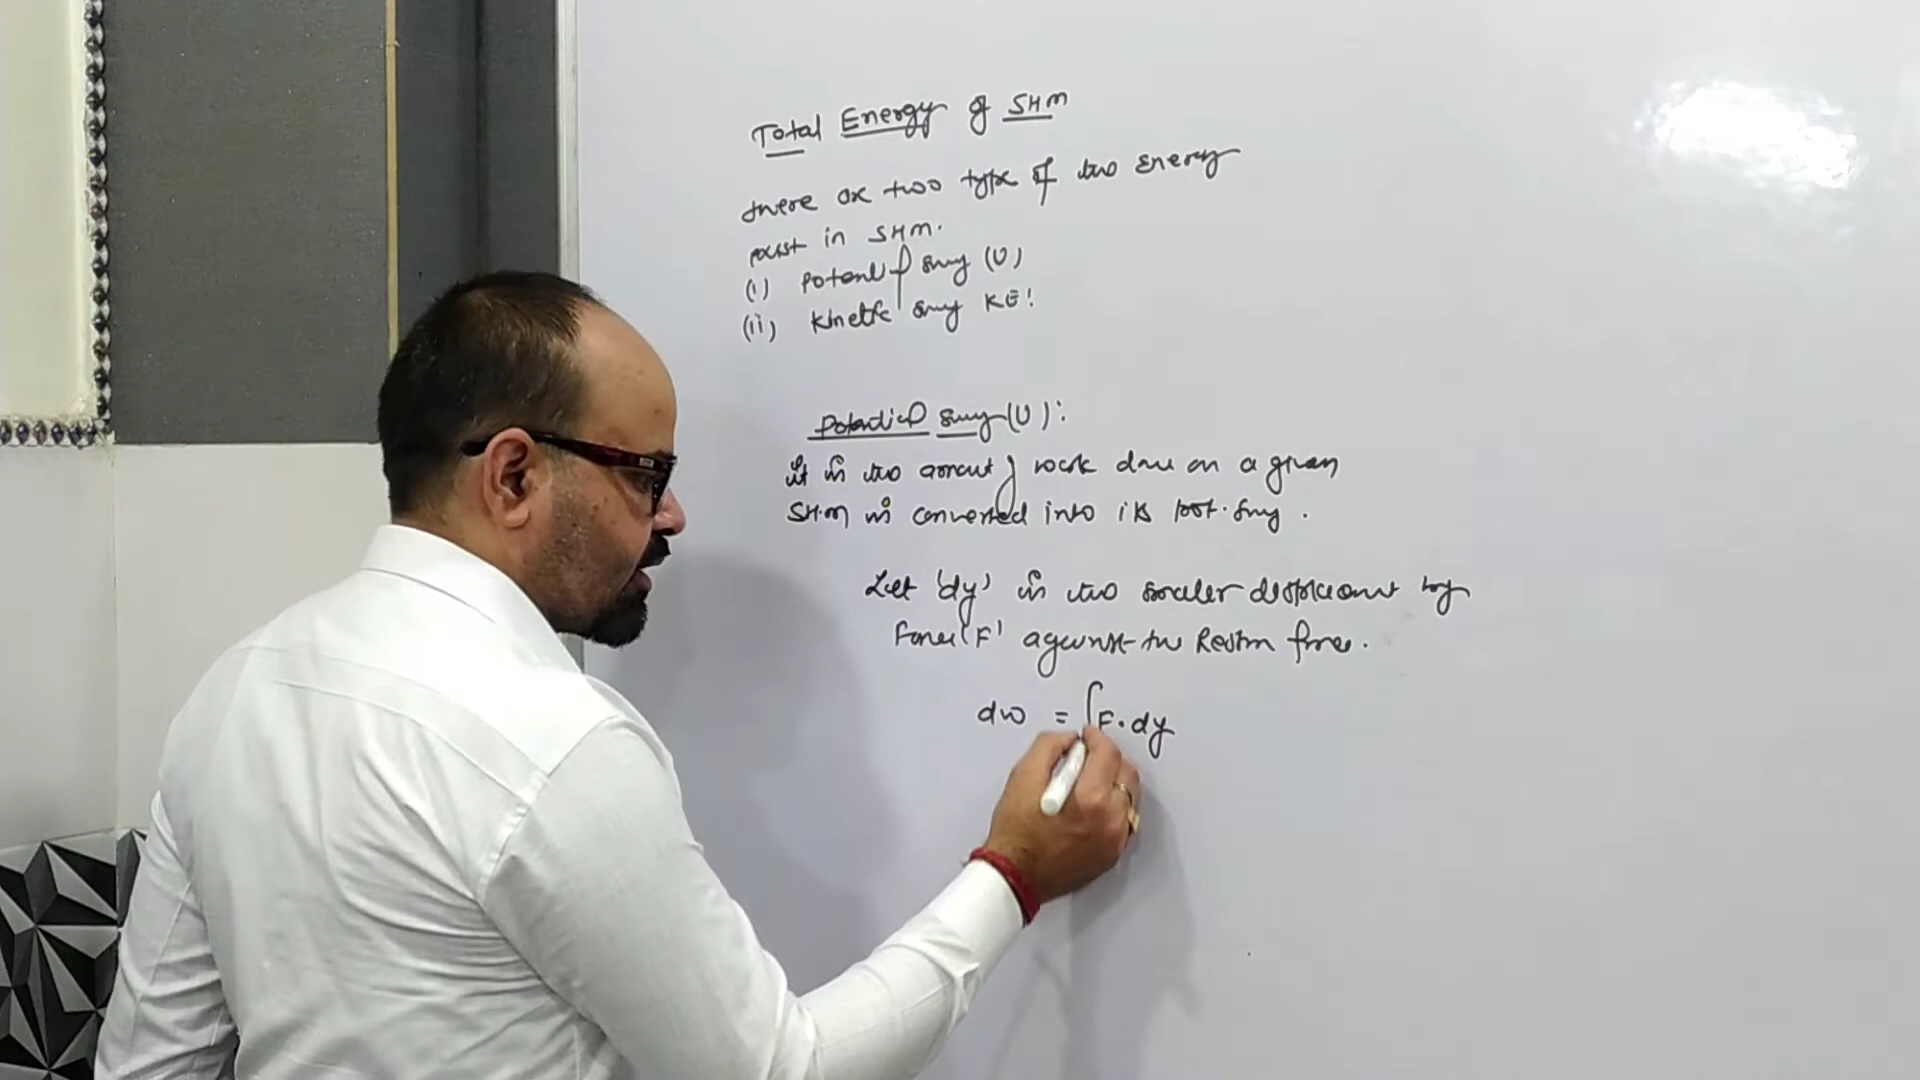 Total Energy of SHM
there are two type of the energy
exist in SHM.
(i) Potential Energy (U)
(ii) Kinetic Energy KE!
Potential Energy (U):
It is the amount of work done on a given
SHM is converted into its pot. Energy.
Let 'dy' is the smaller displacement by
Force 'F' against the Restoring force.
dw = ∫F.dy